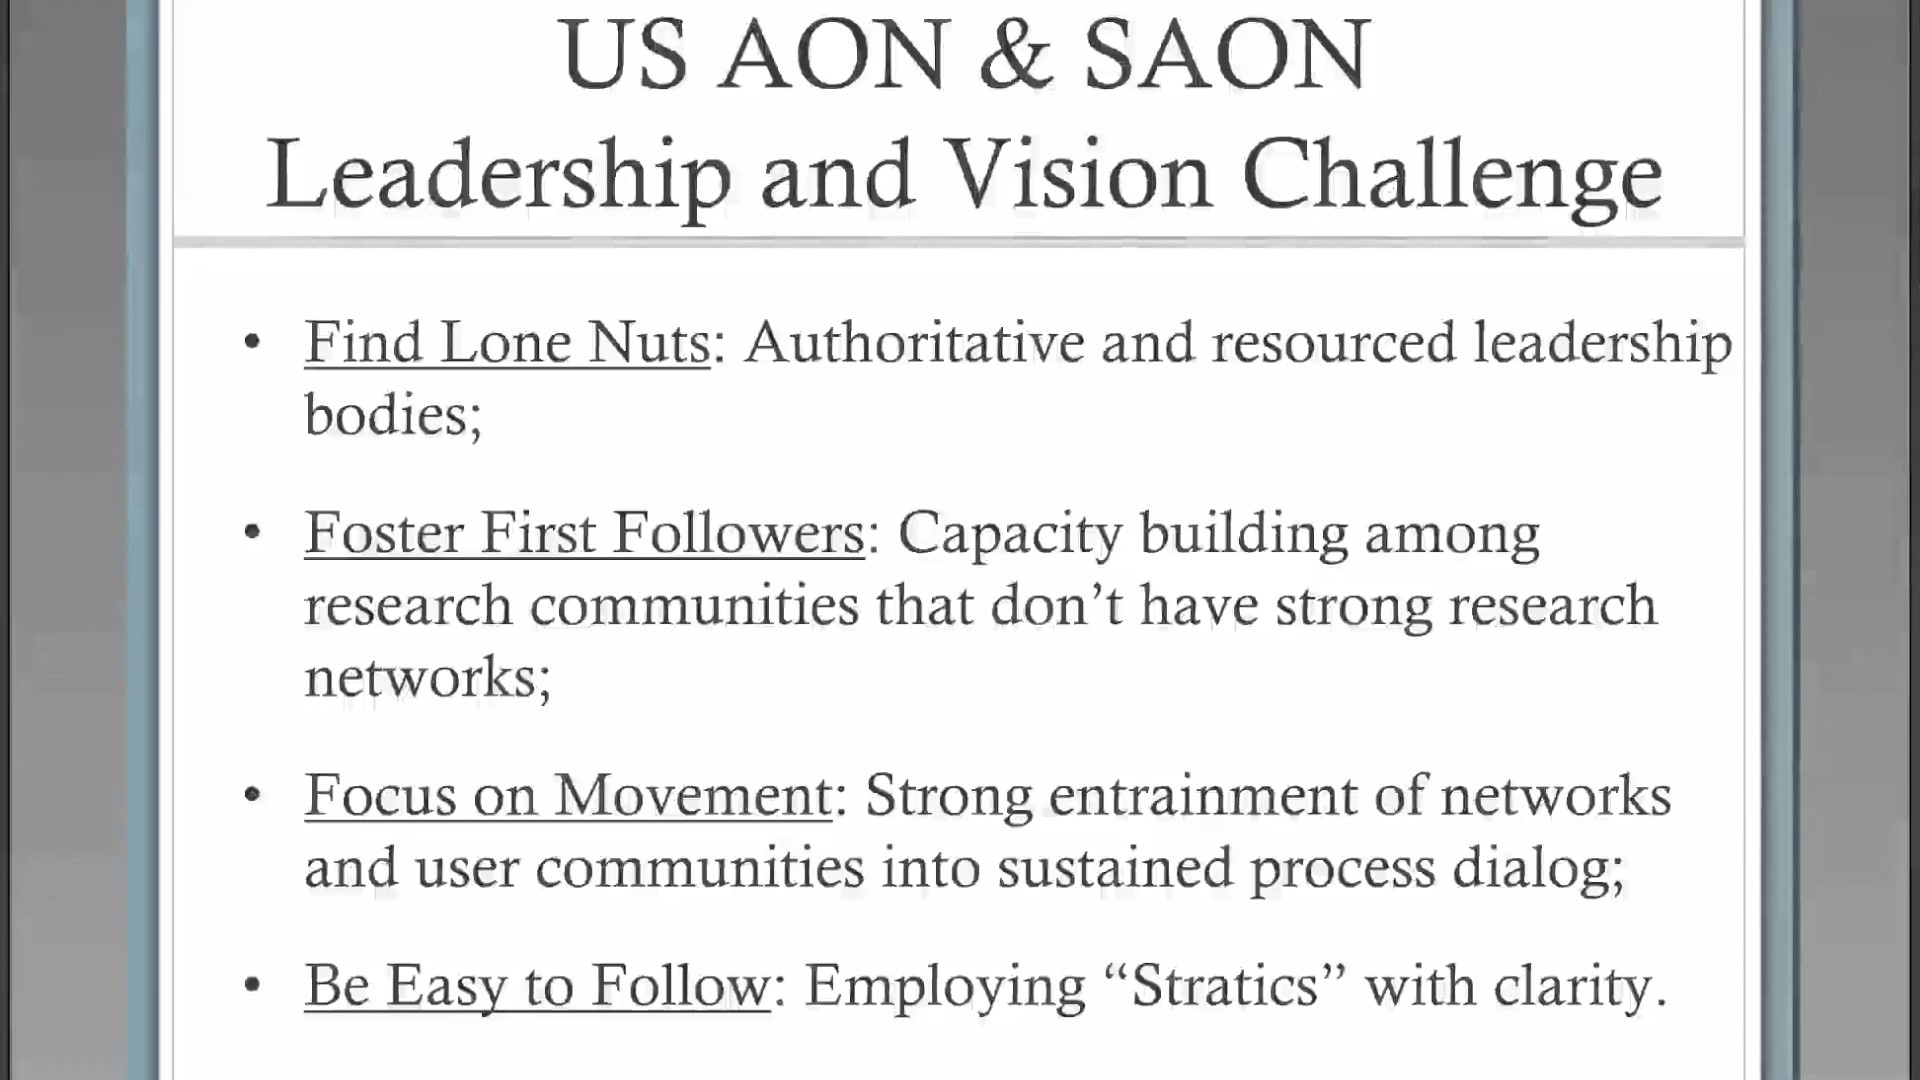 US AON & SAON
Leadership and Vision Challenge
• Find Lone Nuts: Authoritative and resourced leadership
bodies;
• Foster First Followers: Capacity building among
research communities that don’t have strong research
networks;
• Focus on Movement: Strong entrainment of networks
and user communities into sustained process dialog;
• Be Easy to Follow: Employing “Stratics” with clarity.